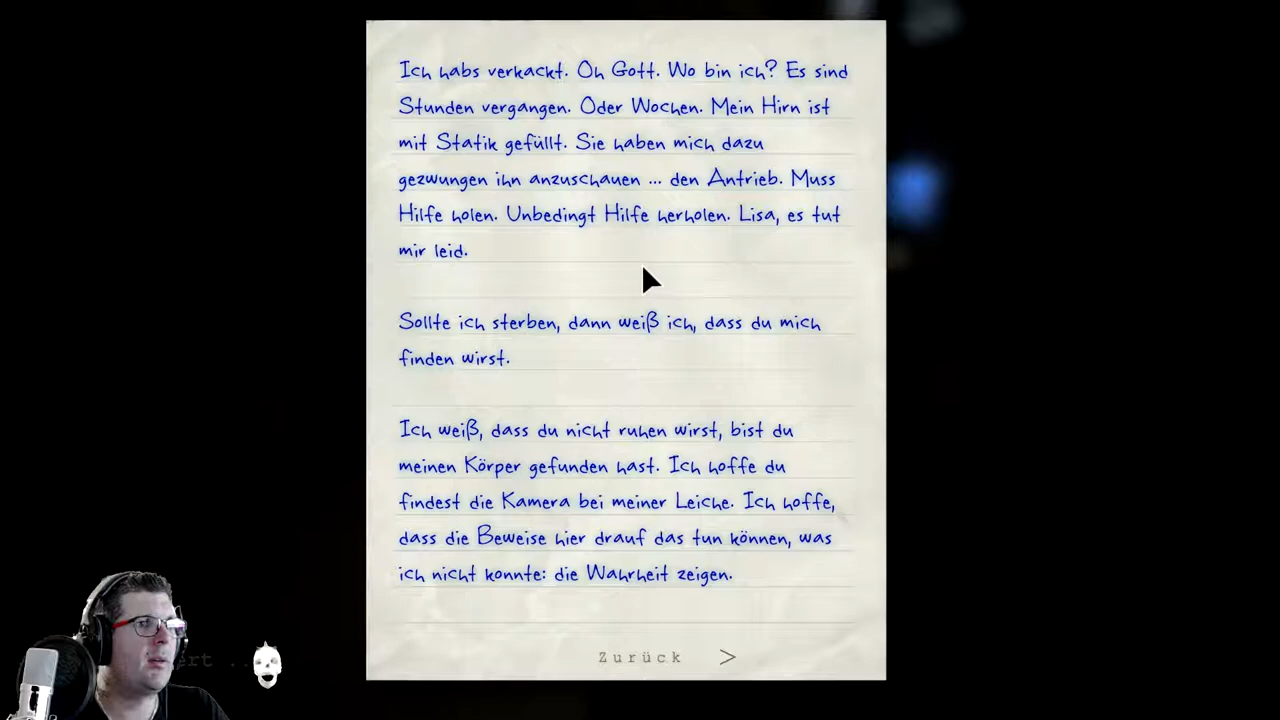 Ich habs verkackt. Oh Gott. Wo bin ich? Es sind
Stunden vergangen. Oder Wochen. Mein Hirn ist
mit Statik gefüllt. Sie haben mich dazu
gezwungen ihn anzuschauen ... den Antrieb. Muss
Hilfe holen. Unbedingt Hilfe herholen. Lisa, es tut
mir leid.
Sollte ich sterben, dann weiß ich, dass du mich
finden wirst.
Ich weiß, dass du nicht ruhen wirst, bist du
meinen Körper gefunden hast. Ich hoffe du
findest die Kamera bei meiner Leiche. Ich hoffe,
dass die Beweise hier drauf das tun können, was
ich nicht konnte: die Wahrheit zeigen.
Zurück >